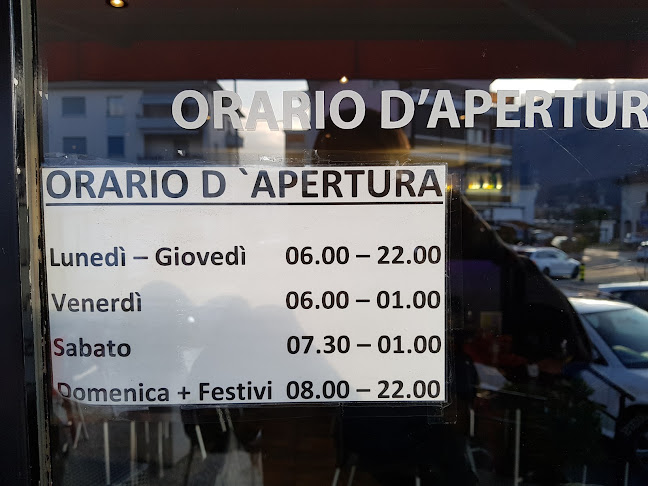 ORARIO D'APERTUR
ORARIO D `APERTURA
Lunedì – Giovedì 06.00 – 22.00
Venerdì 06.00 – 01.00
Sabato 07.30 – 01.00
Domenica + Festivi 08.00 – 22.00